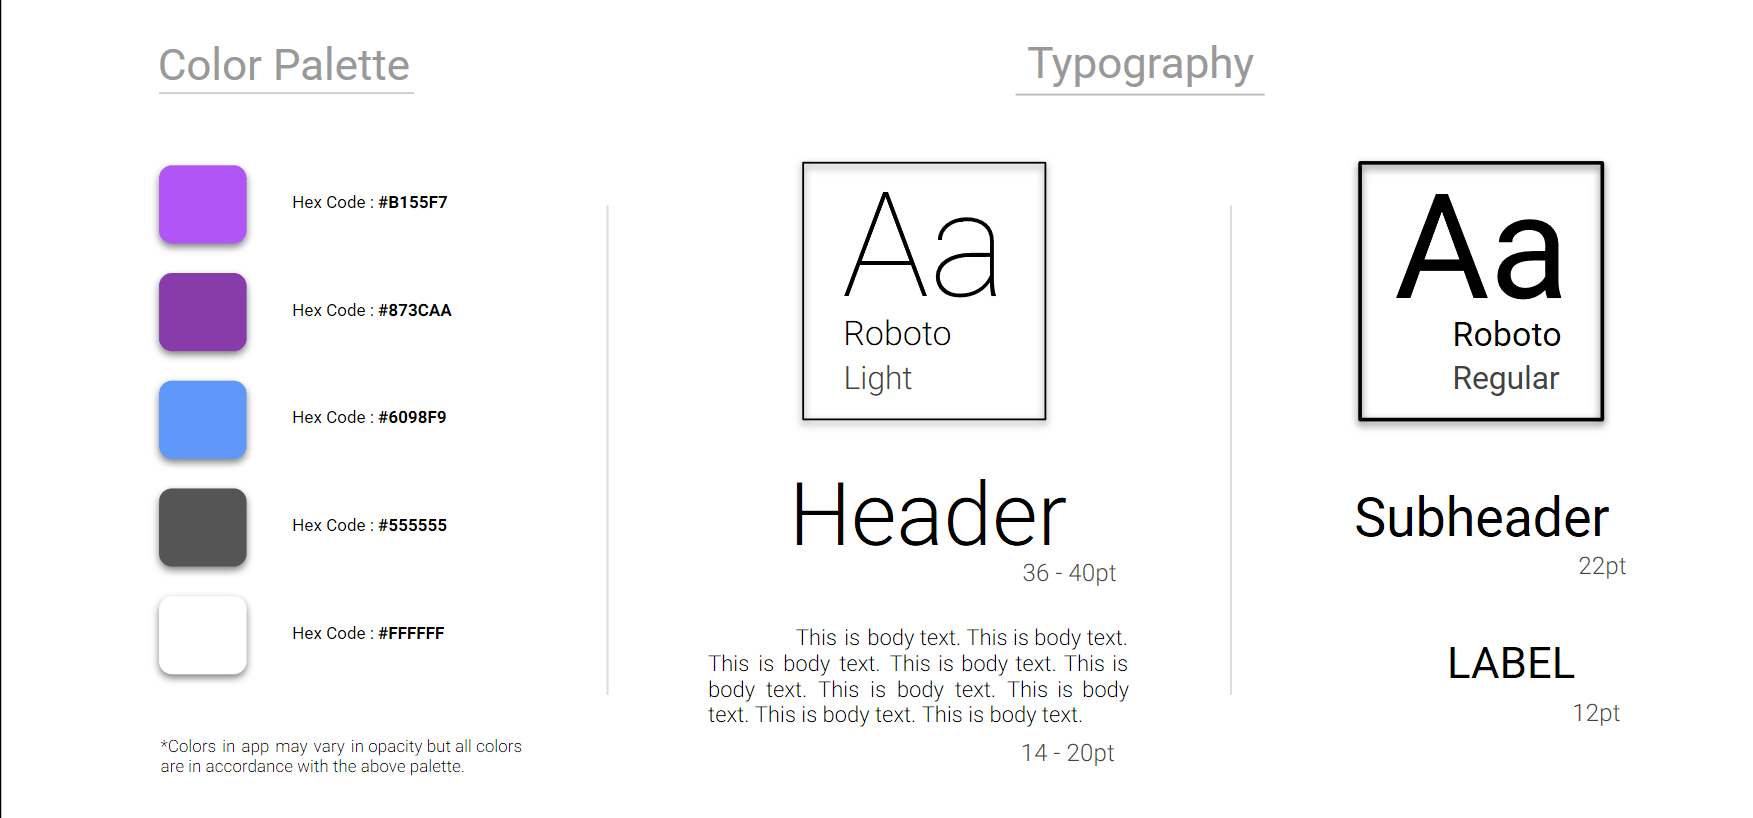 Color Palette
Hex Code : #B155F7
Hex Code : #873CAA
Hex Code : #6098F9
Hex Code : #555555
Hex Code : #FFFFFF
*Colors in app may vary in opacity but all colors
are in accordance with the above palette.
Typography
Aa
Roboto
Light
Header
36 - 40pt
This is body text. This is body text.
This is body text. This is body text. This is
body text. This is body text. This is body
text. This is body text. This is body text.
14 - 20pt
Aa
Roboto
Regular
Subheader
22pt
LABEL
12pt